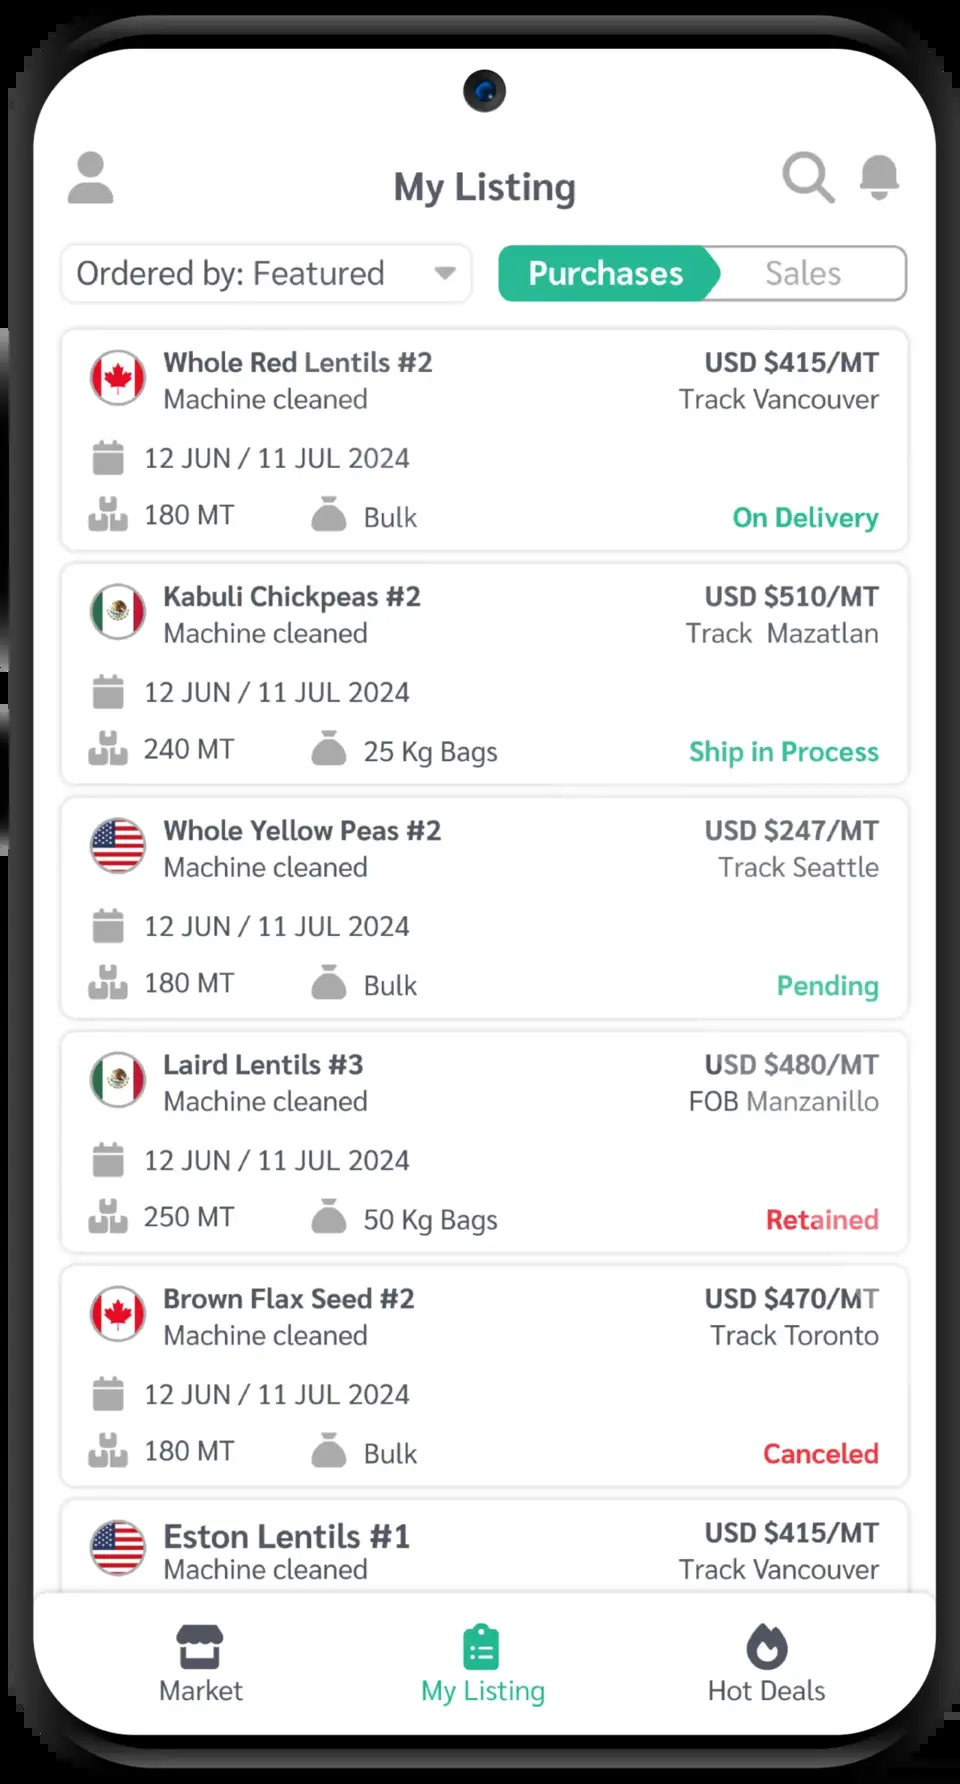 My Listing
Ordered by: Featured
Purchases
Sales
Whole Red Lentils #2
USD $415/MT
Machine cleaned
Track Vancouver
12 JUN / 11 JUL 2024
180 MT
Bulk
On Delivery
Kabuli Chickpeas #2
USD $510/MT
Machine cleaned
Track  Mazatlan
12 JUN / 11 JUL 2024
240 MT
25 Kg Bags
Ship in Process
Whole Yellow Peas #2
USD $247/MT
Machine cleaned
Track Seattle
12 JUN / 11 JUL 2024
180 MT
Bulk
Pending
Laird Lentils #3
USD $480/MT
Machine cleaned
FOB Manzanillo
12 JUN / 11 JUL 2024
250 MT
50 Kg Bags
Retained
Brown Flax Seed #2
USD $470/MT
Machine cleaned
Track Toronto
12 JUN / 11 JUL 2024
180 MT
Bulk
Canceled
Eston Lentils #1
USD $415/MT
Machine cleaned
Track Vancouver
Market
My Listing
Hot Deals